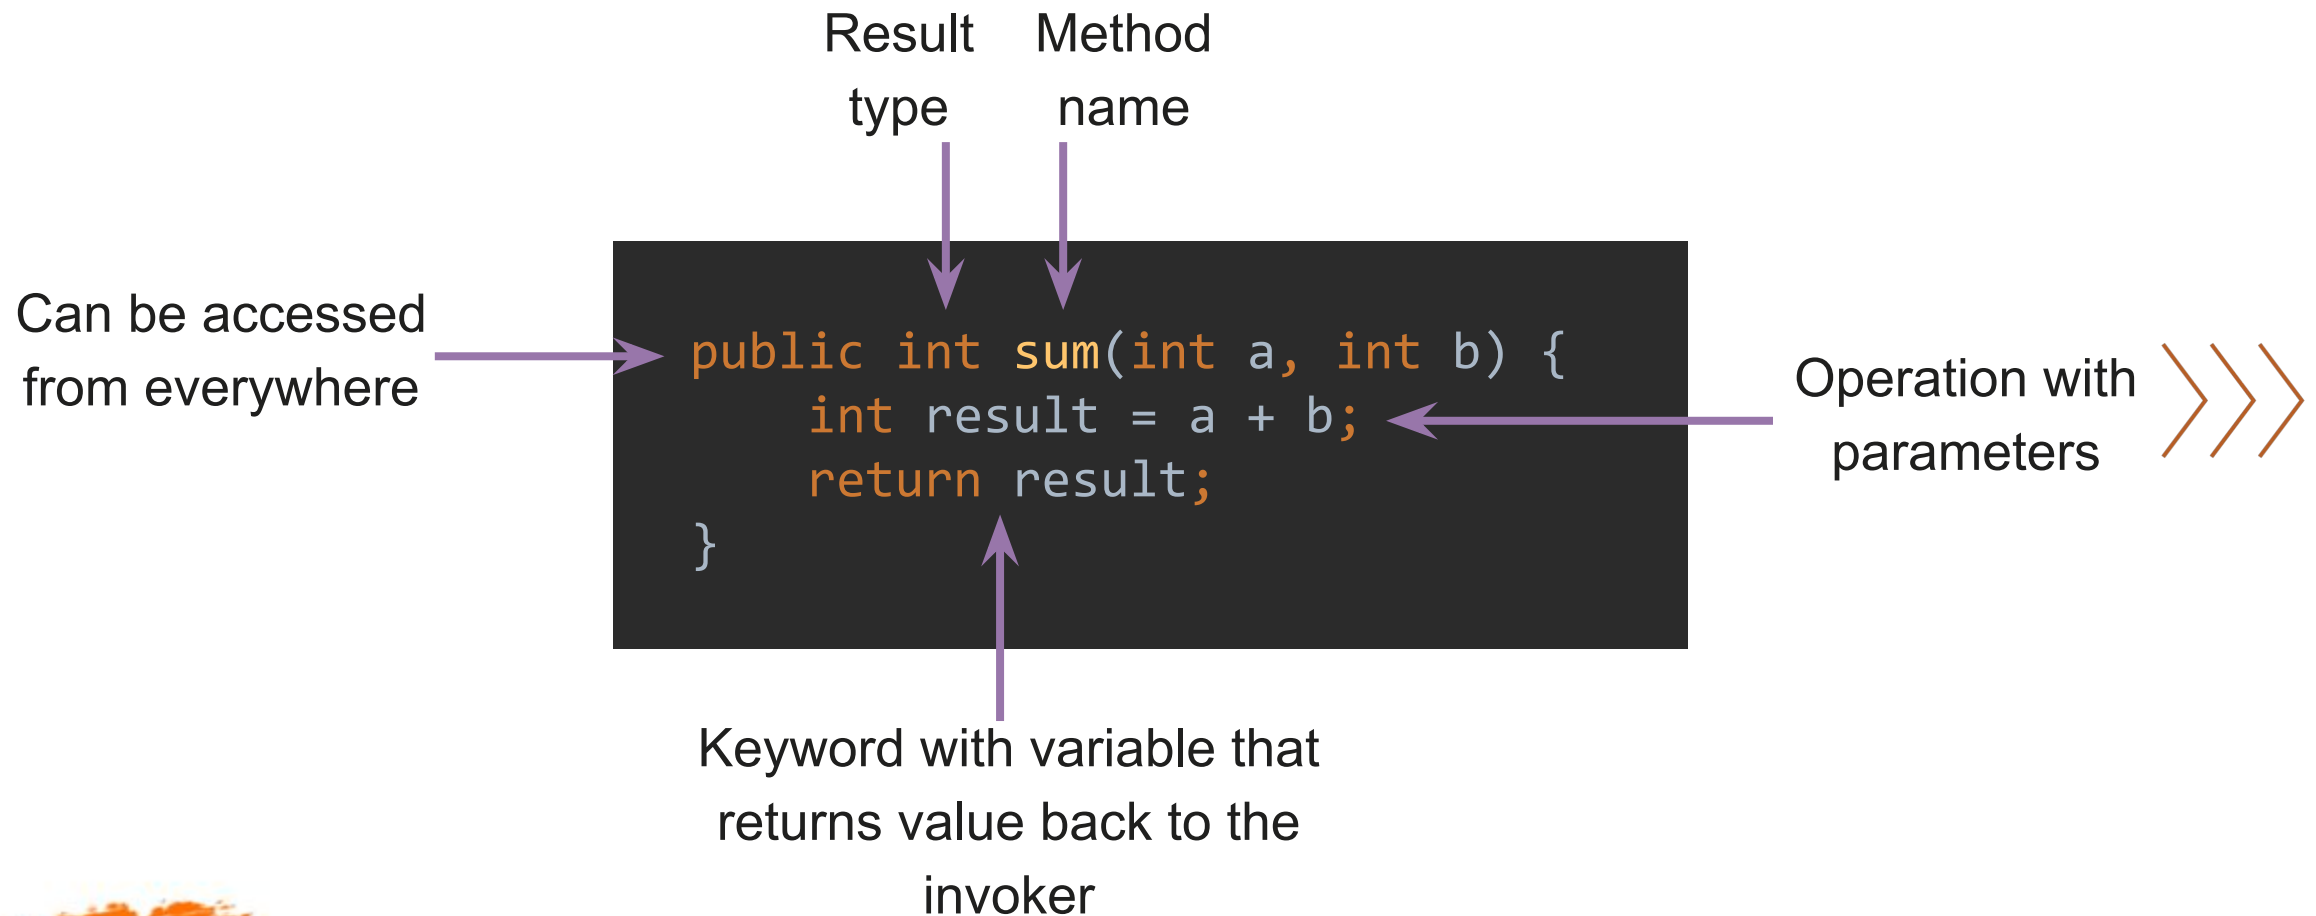 Result
type
Method
name
Can be accessed
from everywhere
public int sum(int a, int b) {
    int result = a + b;
    return result;
}
Operation with
parameters
Keyword with variable that
returns value back to the
invoker